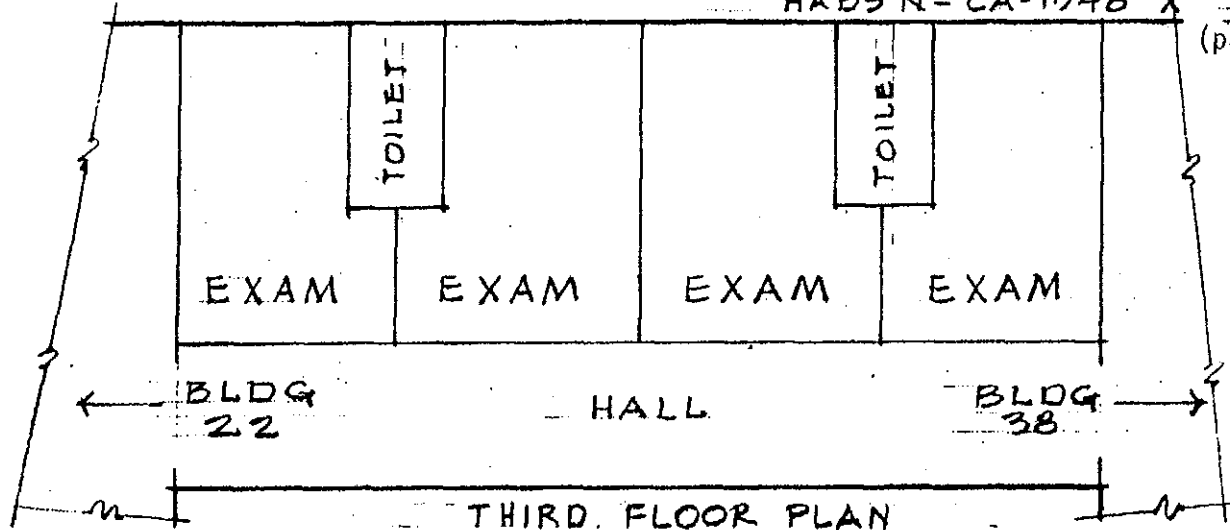 (p
TOILET
TOILET
EXAM EXAM EXAM EXAM
BLDG
22
HALL
BLDG
38
THIRD. FLOOR PLAN